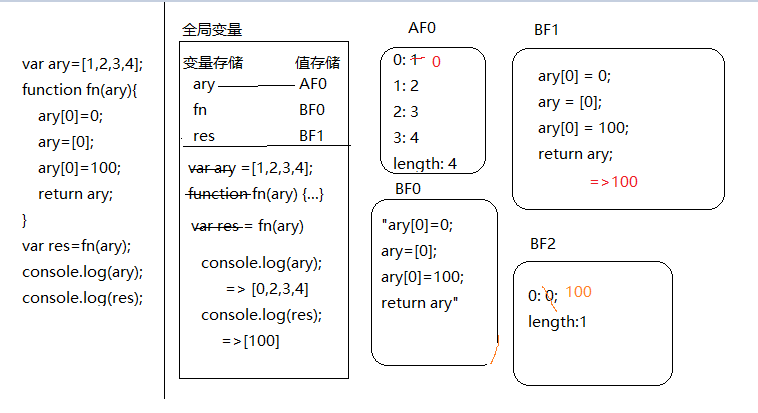 var ary=[1,2,3,4];
function fn(ary){
ary[0]=0;
ary=[0];
ary[0]=100;
return ary;
}
var res=fn(ary);
console.log(ary);
console.log(res);
全局变量
变量存储 值存储
ary AF0
fn BF0
res BF1
var ary =[1,2,3,4];
function fn(ary) {...}
var res = fn(ary)
console.log(ary);
=> [0,2,3,4]
console.log(res);
=>[100]
AF0
0: 1 0
1: 2
2: 3
3: 4
length: 4
BF0
"ary[0]=0;
ary=[0];
ary[0]=100;
return ary"
BF1
ary[0] = 0;
ary = [0];
ary[0] = 100;
return ary;
=>100
BF2
0: 0; 100
length:1